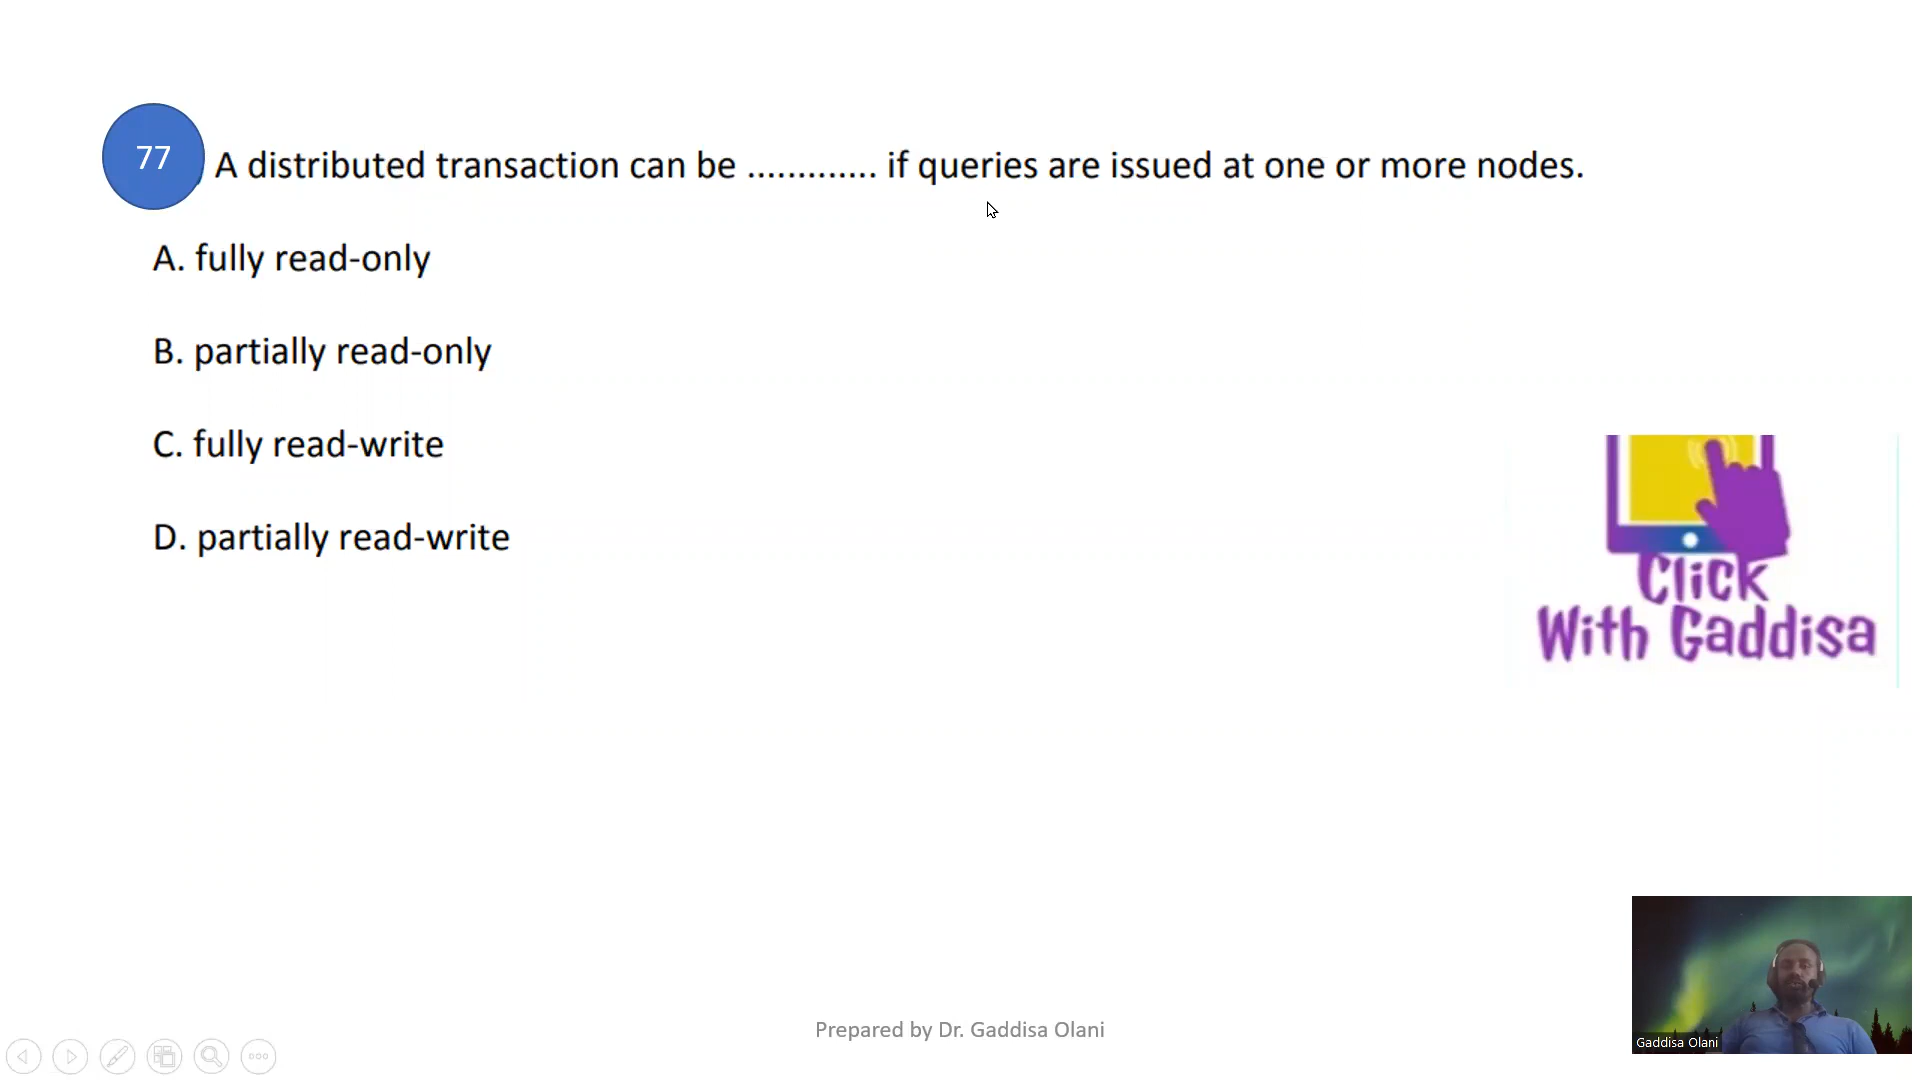 77
A distributed transaction can be ............. if queries are issued at one or more nodes.
A. fully read-only
B. partially read-only
C. fully read-write
D. partially read-write
Click
With Gaddisa
Prepared by Dr. Gaddisa Olani
Gaddisa Olani